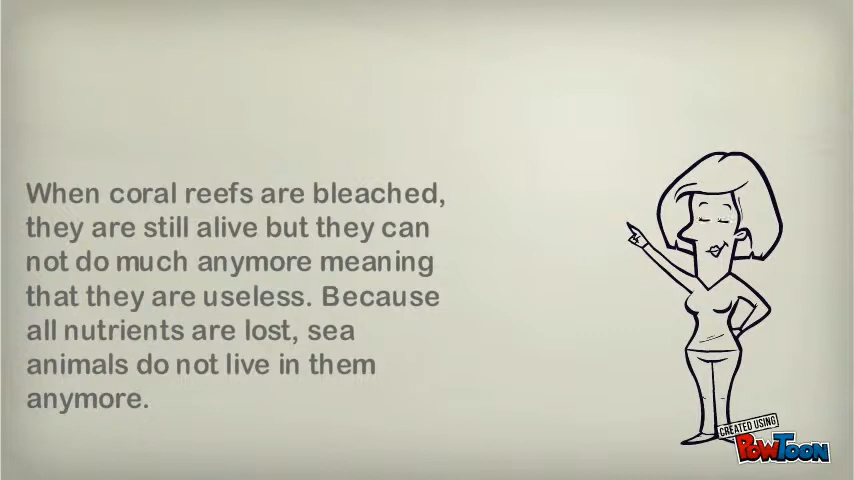 When coral reefs are bleached,
they are still alive but they can
not do much anymore meaning
that they are useless. Because
all nutrients are lost, sea
animals do not live in them
anymore.
CREATED USING
POWTOON